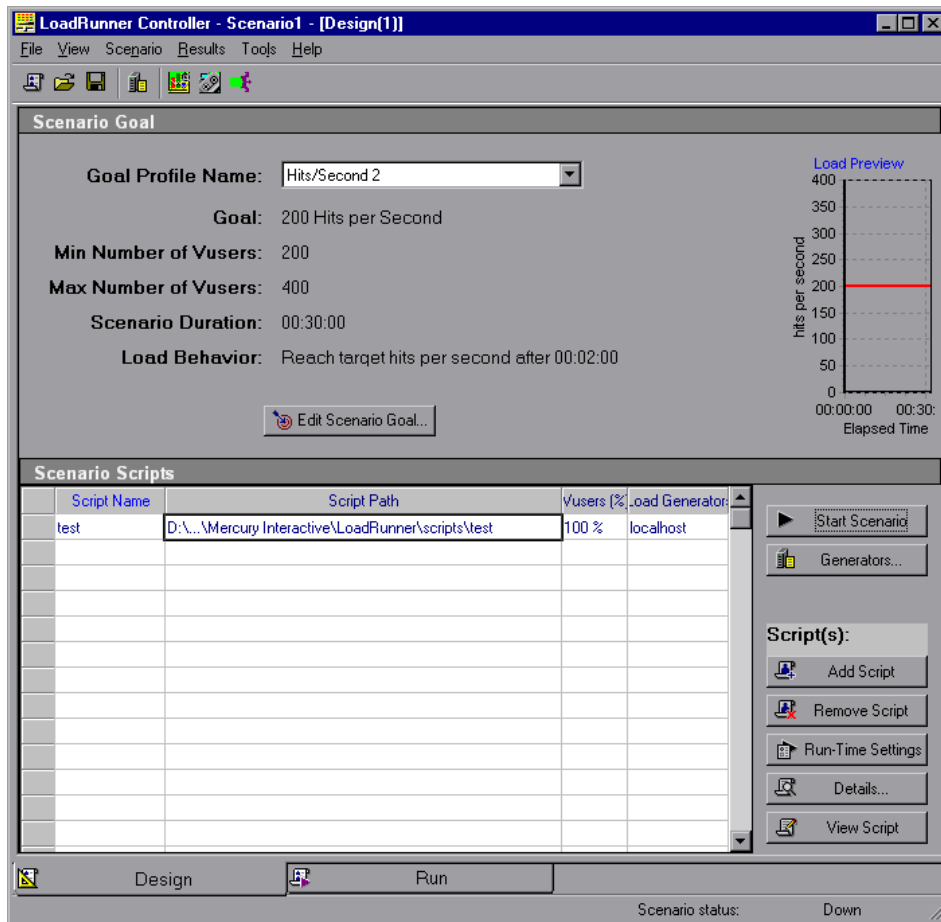 LoadRunner Controller - Scenario1 - [Design(1)]
File View Scenario Results Tools Help
Scenario Goal
Goal Profile Name: Hits/Second 2
Goal: 200 Hits per Second
Min Number of Vusers: 200
Max Number of Vusers: 400
Scenario Duration: 00:30:00
Load Behavior: Reach target hits per second after 00:02:00
Edit Scenario Goal...
Load Preview
400
350
300
250
200
150
100
50
0
hits per second
00:00:00 00:30:
Elapsed Time
Scenario Scripts
Script Name Script Path Vusers (%) Load Generators
test D:\...\Mercury Interactive\LoadRunner\scripts\test 100 % localhost
Start Scenario
Generators...
Script(s):
Add Script
Remove Script
Run-Time Settings
Details...
View Script
Design Run
Scenario status: Down